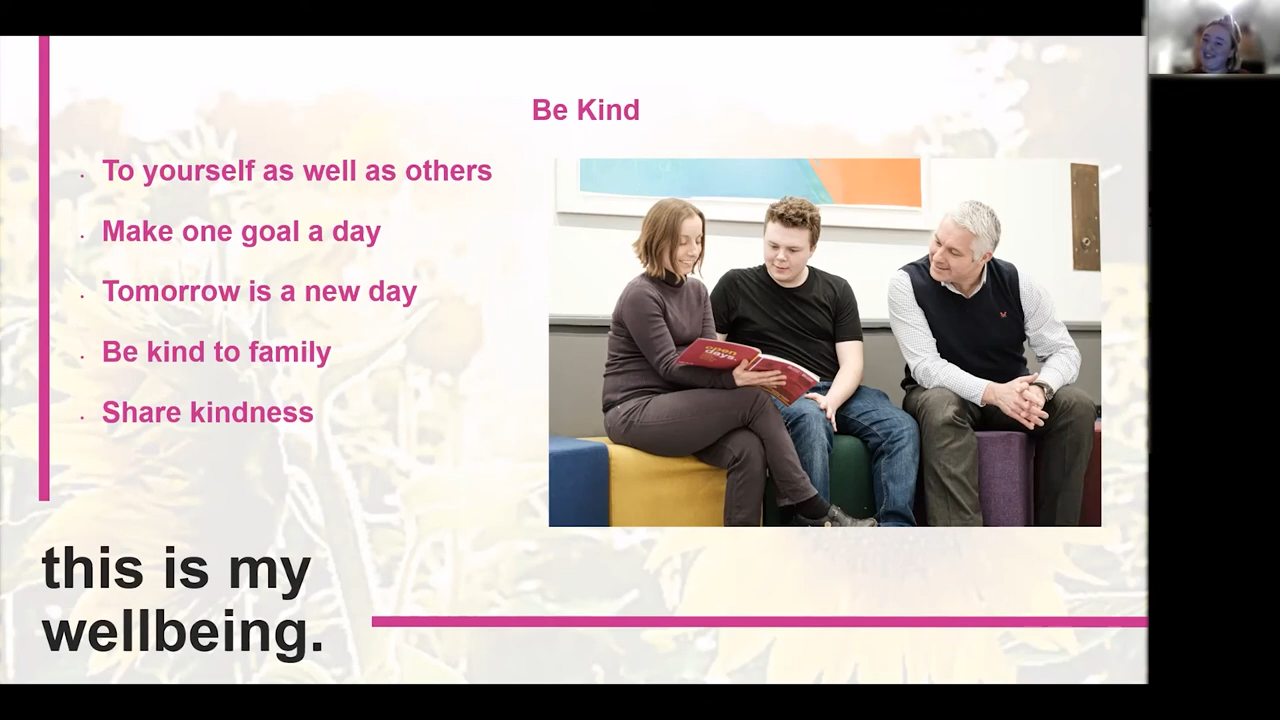 Be Kind
To yourself as well as others
Make one goal a day
Tomorrow is a new day
Be kind to family
Share kindness
open
days.
this is my
wellbeing.